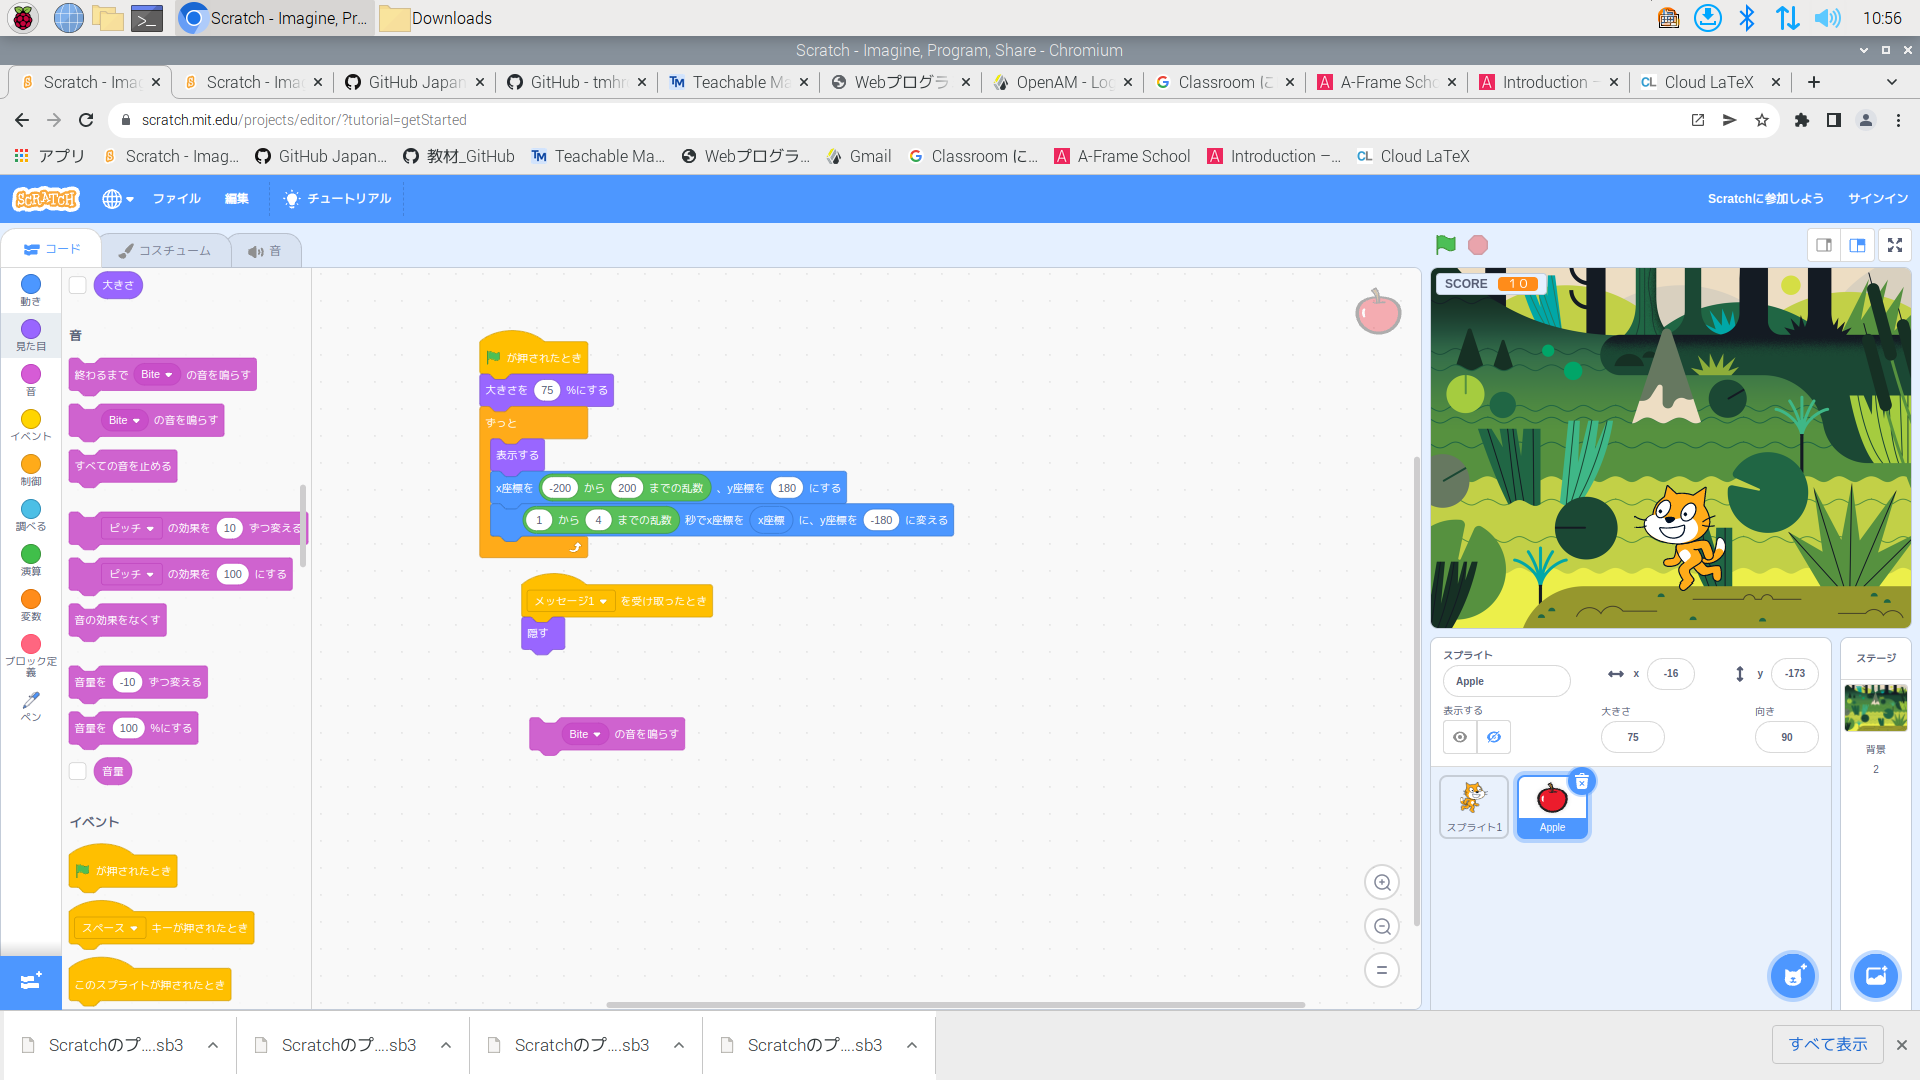 Scratch - Imagine, Pr...
Downloads
10:56
Scratch - Imagine, Program, Share - Chromium
Scratch - Imag
Scratch - Imag
GitHub Japan
GitHub - tmhr
Teachable Ma
Webプログラ
OpenAM - Log
Classroom に
A-Frame Scho
Introduction –
Cloud LaTeX
scratch.mit.edu/projects/editor/?tutorial=getStarted
アプリ
Scratch - Imag...
GitHub Japan...
教材_GitHub
Teachable Ma...
Webプログラ...
Gmail
Classroom に...
A-Frame School
Introduction –...
Cloud LaTeX
SCRATCH
ファイル
編集
チュートリアル
Scratchに参加しよう
サインイン
コード
コスチューム
音
動き
見た目
音
イベント
制御
調べる
演算
変数
ブロック定義
ペン
大きさ
音
終わるまで Bite の音を鳴らす
Bite の音を鳴らす
すべての音を止める
ピッチ の効果を 10 ずつ変える
ピッチ の効果を 100 にする
音の効果をなくす
音量を -10 ずつ変える
音量を 100 %にする
音量
イベント
が押されたとき
スペース キーが押されたとき
このスプライトが押されたとき
が押されたとき
大きさを 75 %にする
ずっと
表示する
x座標を -200 から 200 までの乱数 、y座標を 180 にする
1 から 4 までの乱数 秒でx座標を x座標 に、y座標を -180 に変える
メッセージ1 を受け取ったとき
隠す
Bite の音を鳴らす
SCORE 10
スプライト
Apple
x -16
y -173
表示する
大きさ
75
向き
90
スプライト1
Apple
ステージ
背景
2
Scratchのプ....sb3
Scratchのプ....sb3
Scratchのプ....sb3
Scratchのプ....sb3
すべて表示